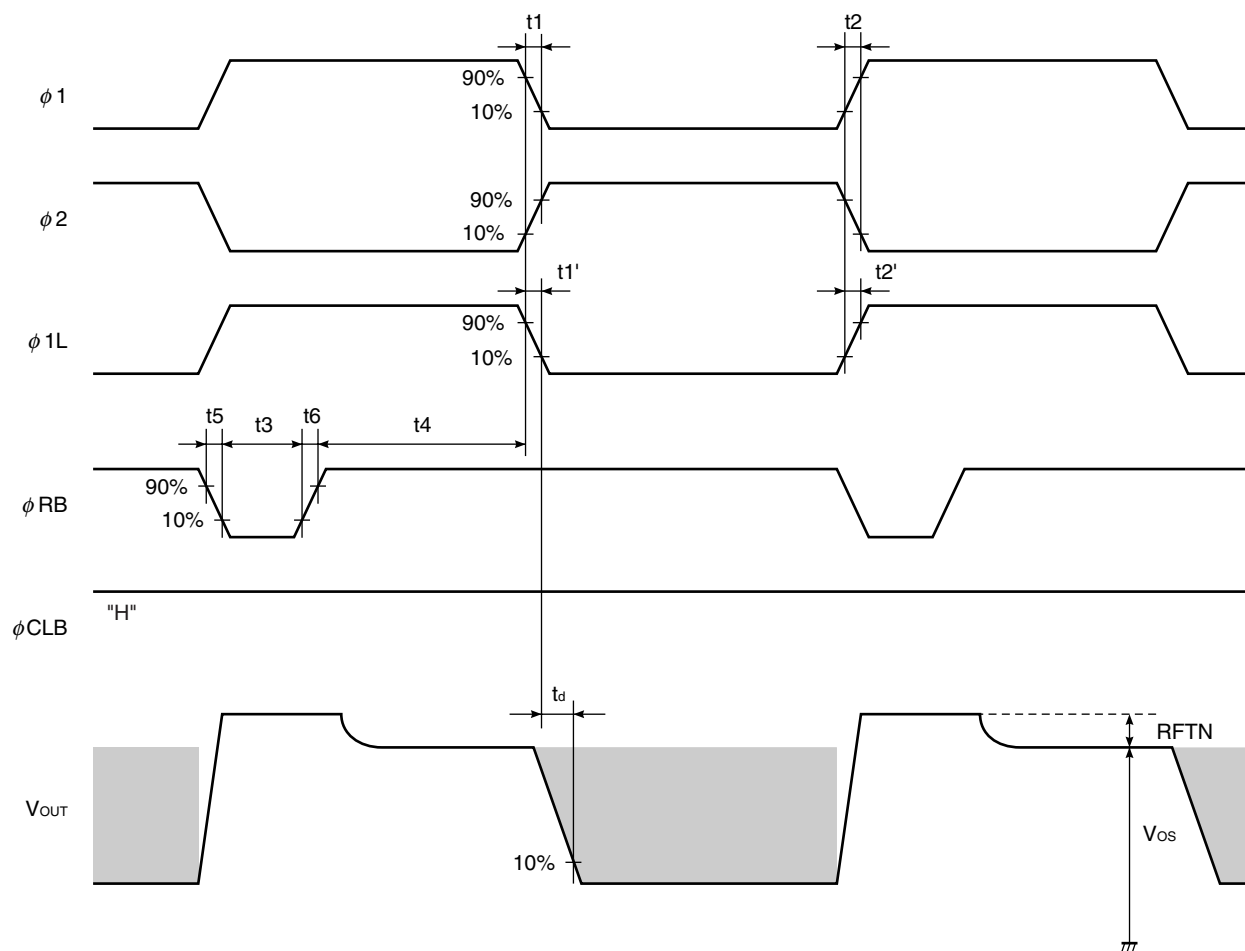 t1 t2
90%
10%
φ1
90%
10%
φ2
t1' t2'
90%
10%
φ1L
t5 t3 t6 t4
90%
10%
φRB
"H"
φCLB
td
RFTN
VOUT
VOS
10%